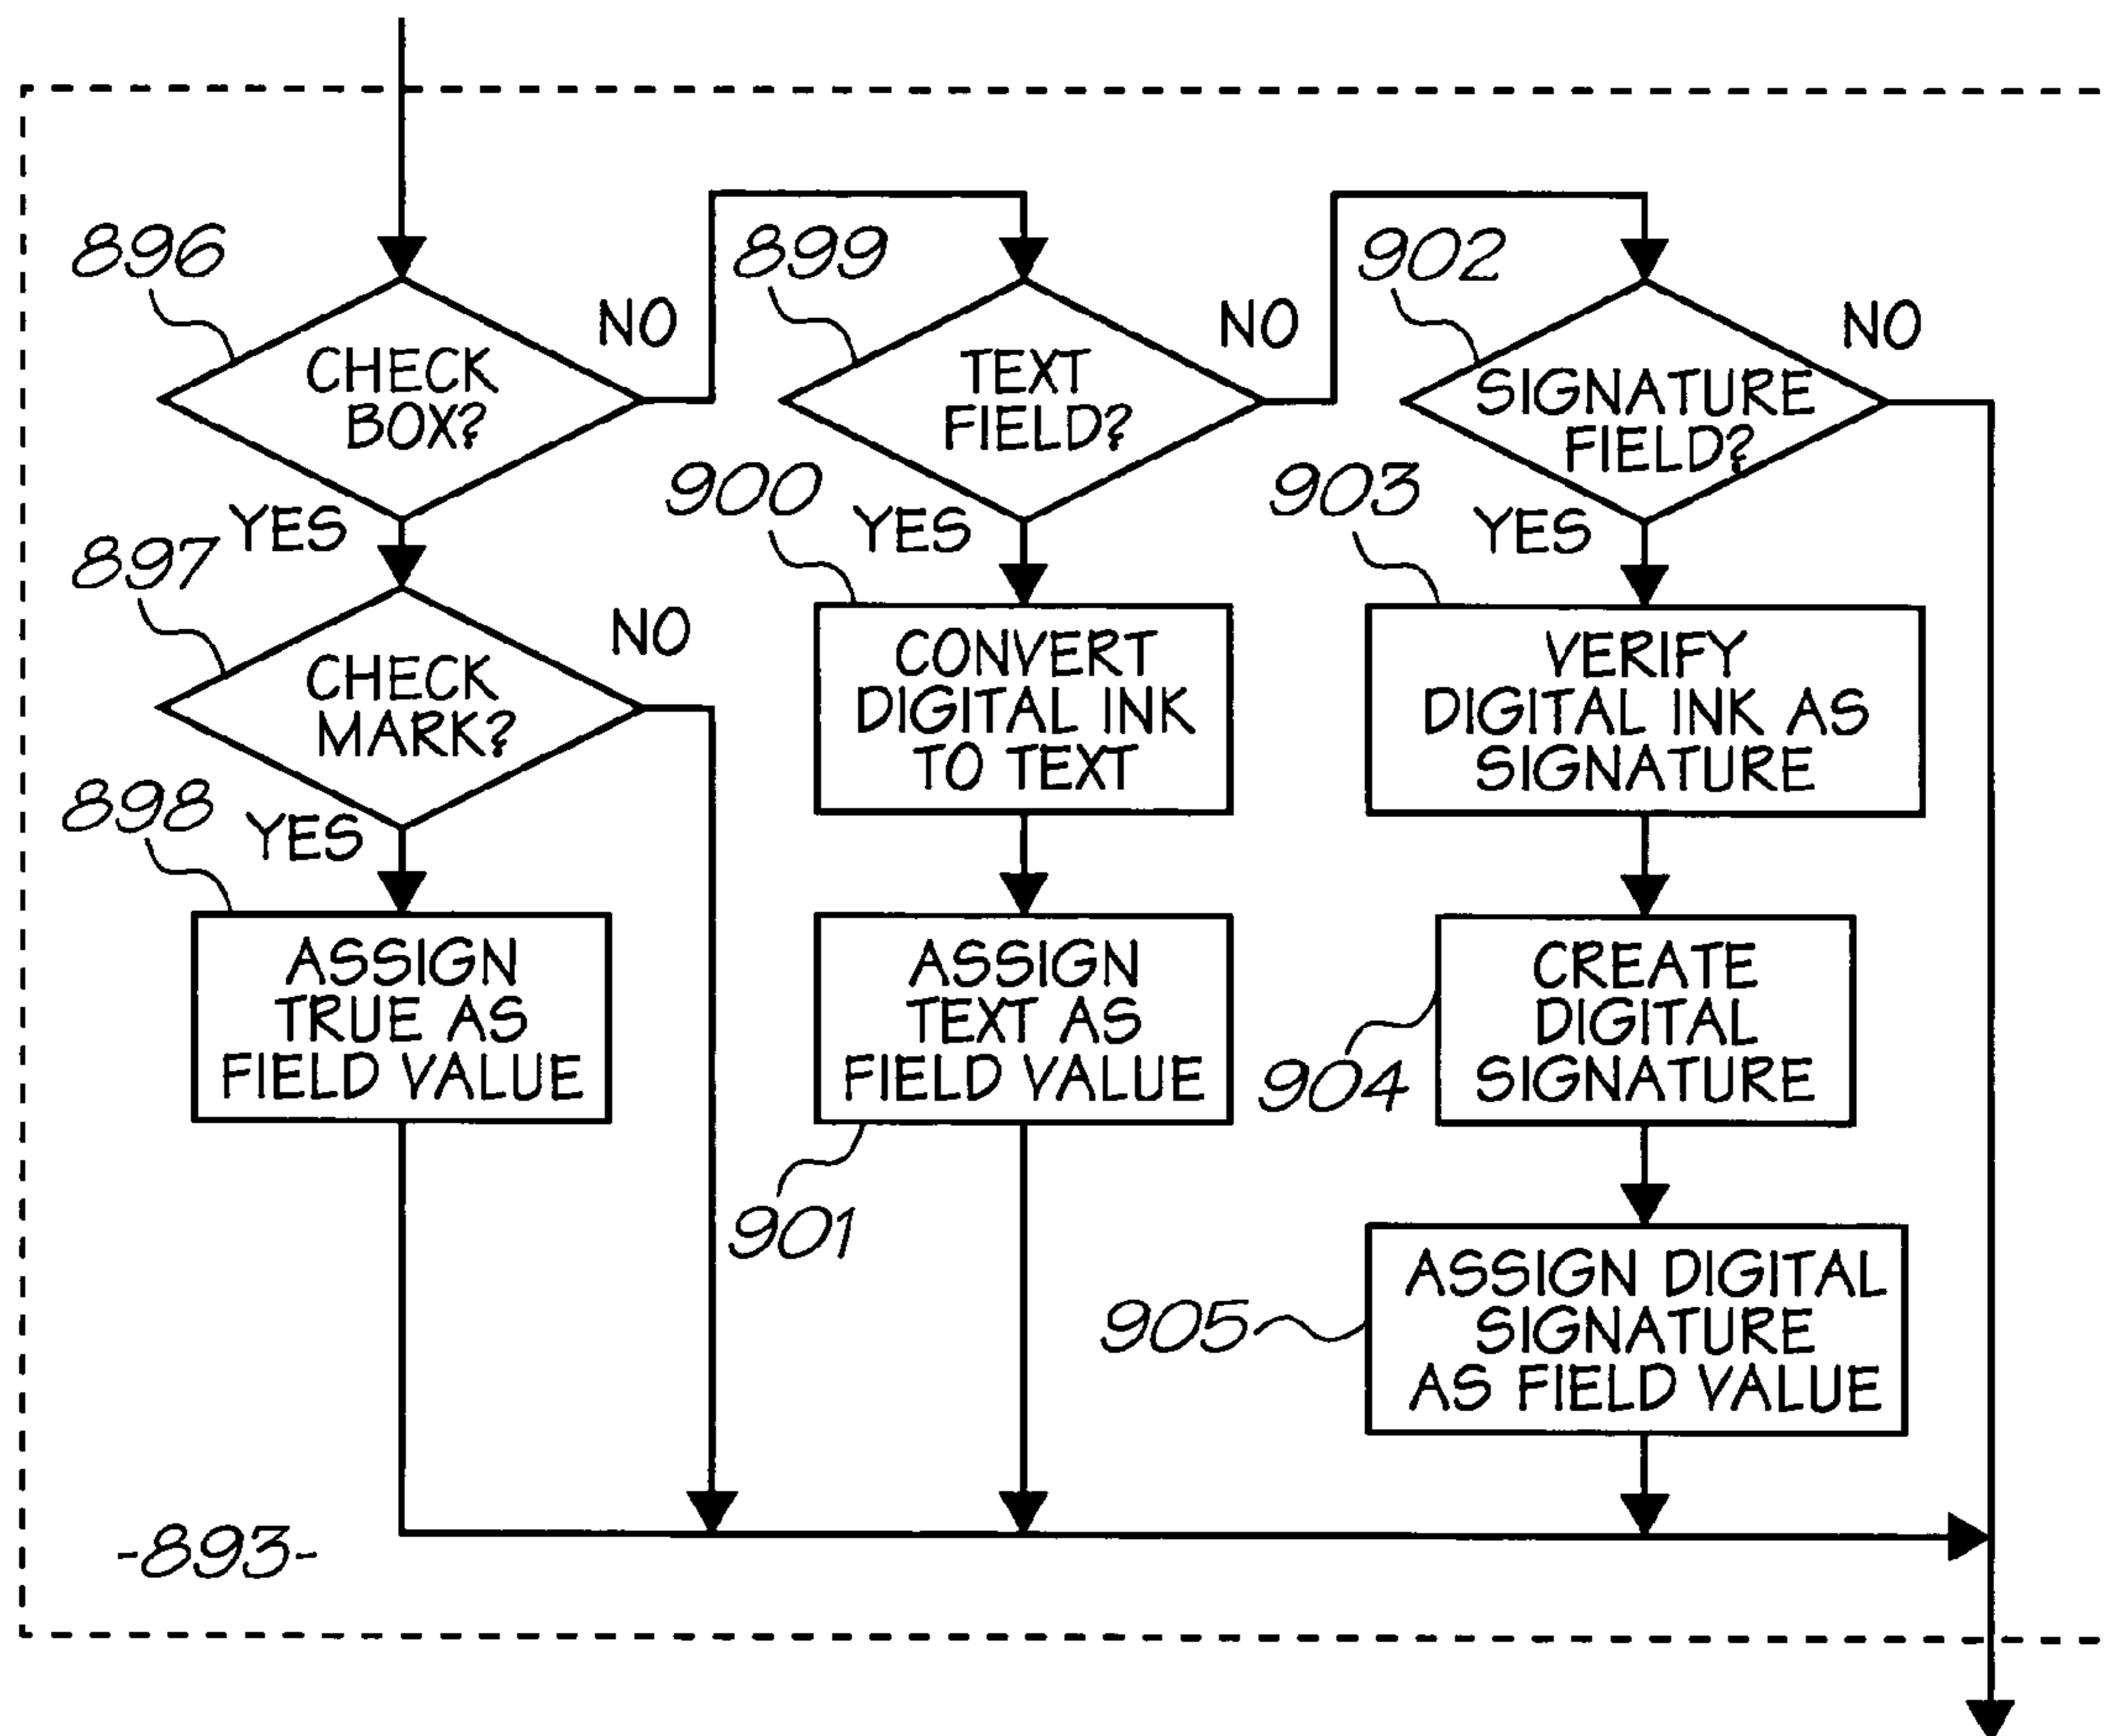 896
CHECK
BOX?
NO
YES
897
CHECK
MARK?
NO
YES
898
ASSIGN
TRUE AS
FIELD VALUE
899
TEXT
FIELD?
NO
YES
900
CONVERT
DIGITAL INK
TO TEXT
ASSIGN
TEXT AS
FIELD VALUE
901
902
SIGNATURE
FIELD?
NO
YES
903
VERIFY
DIGITAL INK AS
SIGNATURE
CREATE
DIGITAL
SIGNATURE
904
ASSIGN DIGITAL
SIGNATURE
AS FIELD VALUE
905
-893-